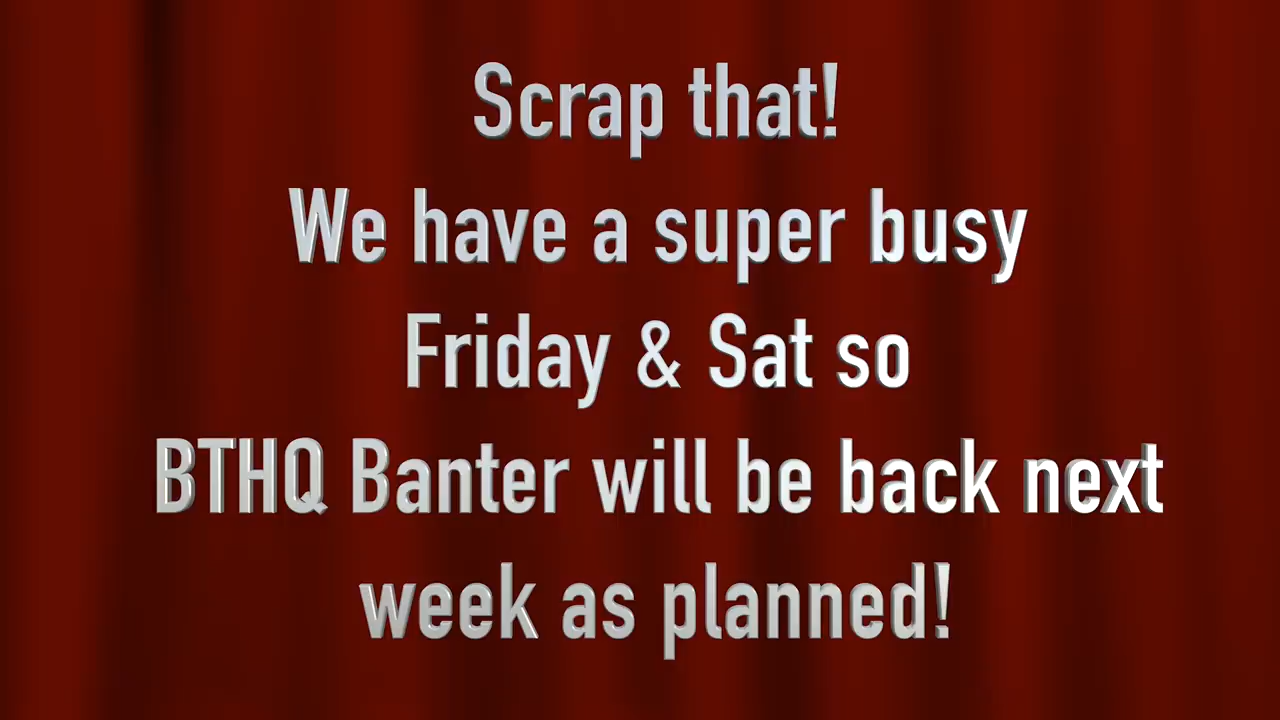 Scrap that!
We have a super busy
Friday & Sat so
BTHQ Banter will be back next
week as planned!